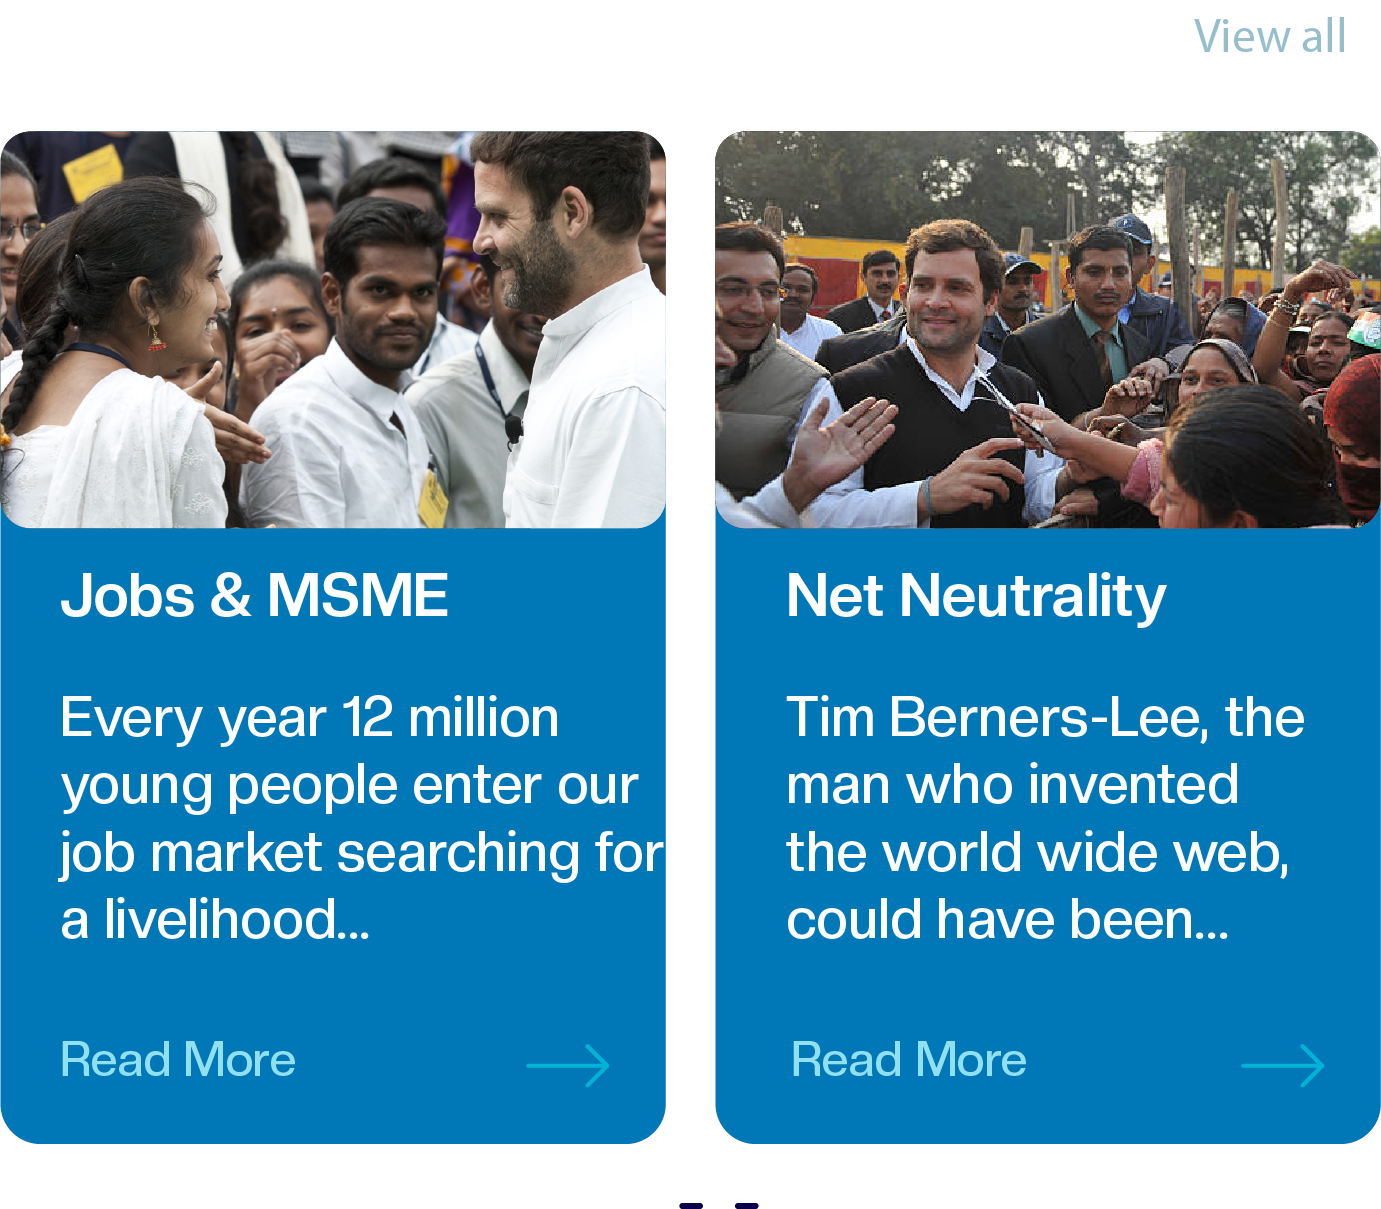 View all
Jobs & MSME
Every year 12 million
young people enter our
job market searching for
a livelihood...
Read More
Net Neutrality
Tim Berners-Lee, the
man who invented
the world wide web,
could have been...
Read More